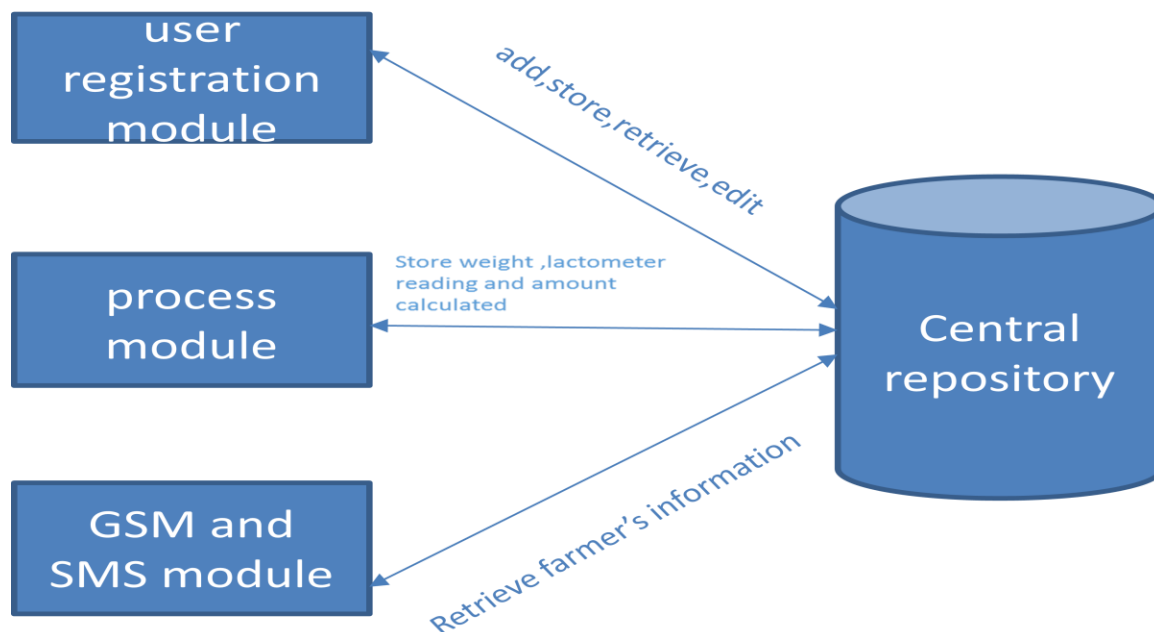 user
registration
module
add,store,retrieve,edit
Store weight ,lactometer
reading and amount
calculated
process
module
Central
repository
GSM and
SMS module
Retrieve farmer’s information